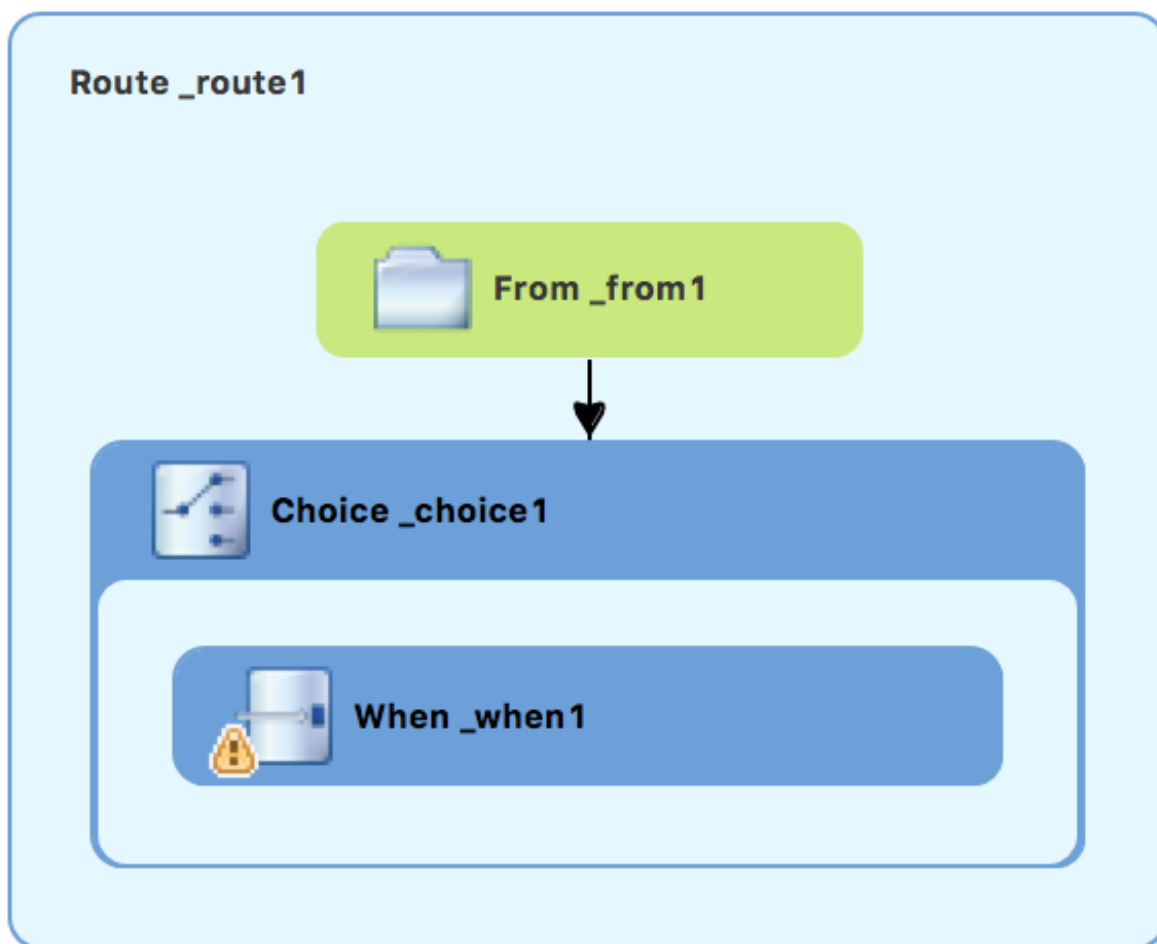 Route _route1
From _from1
Choice _choice1
When _when1